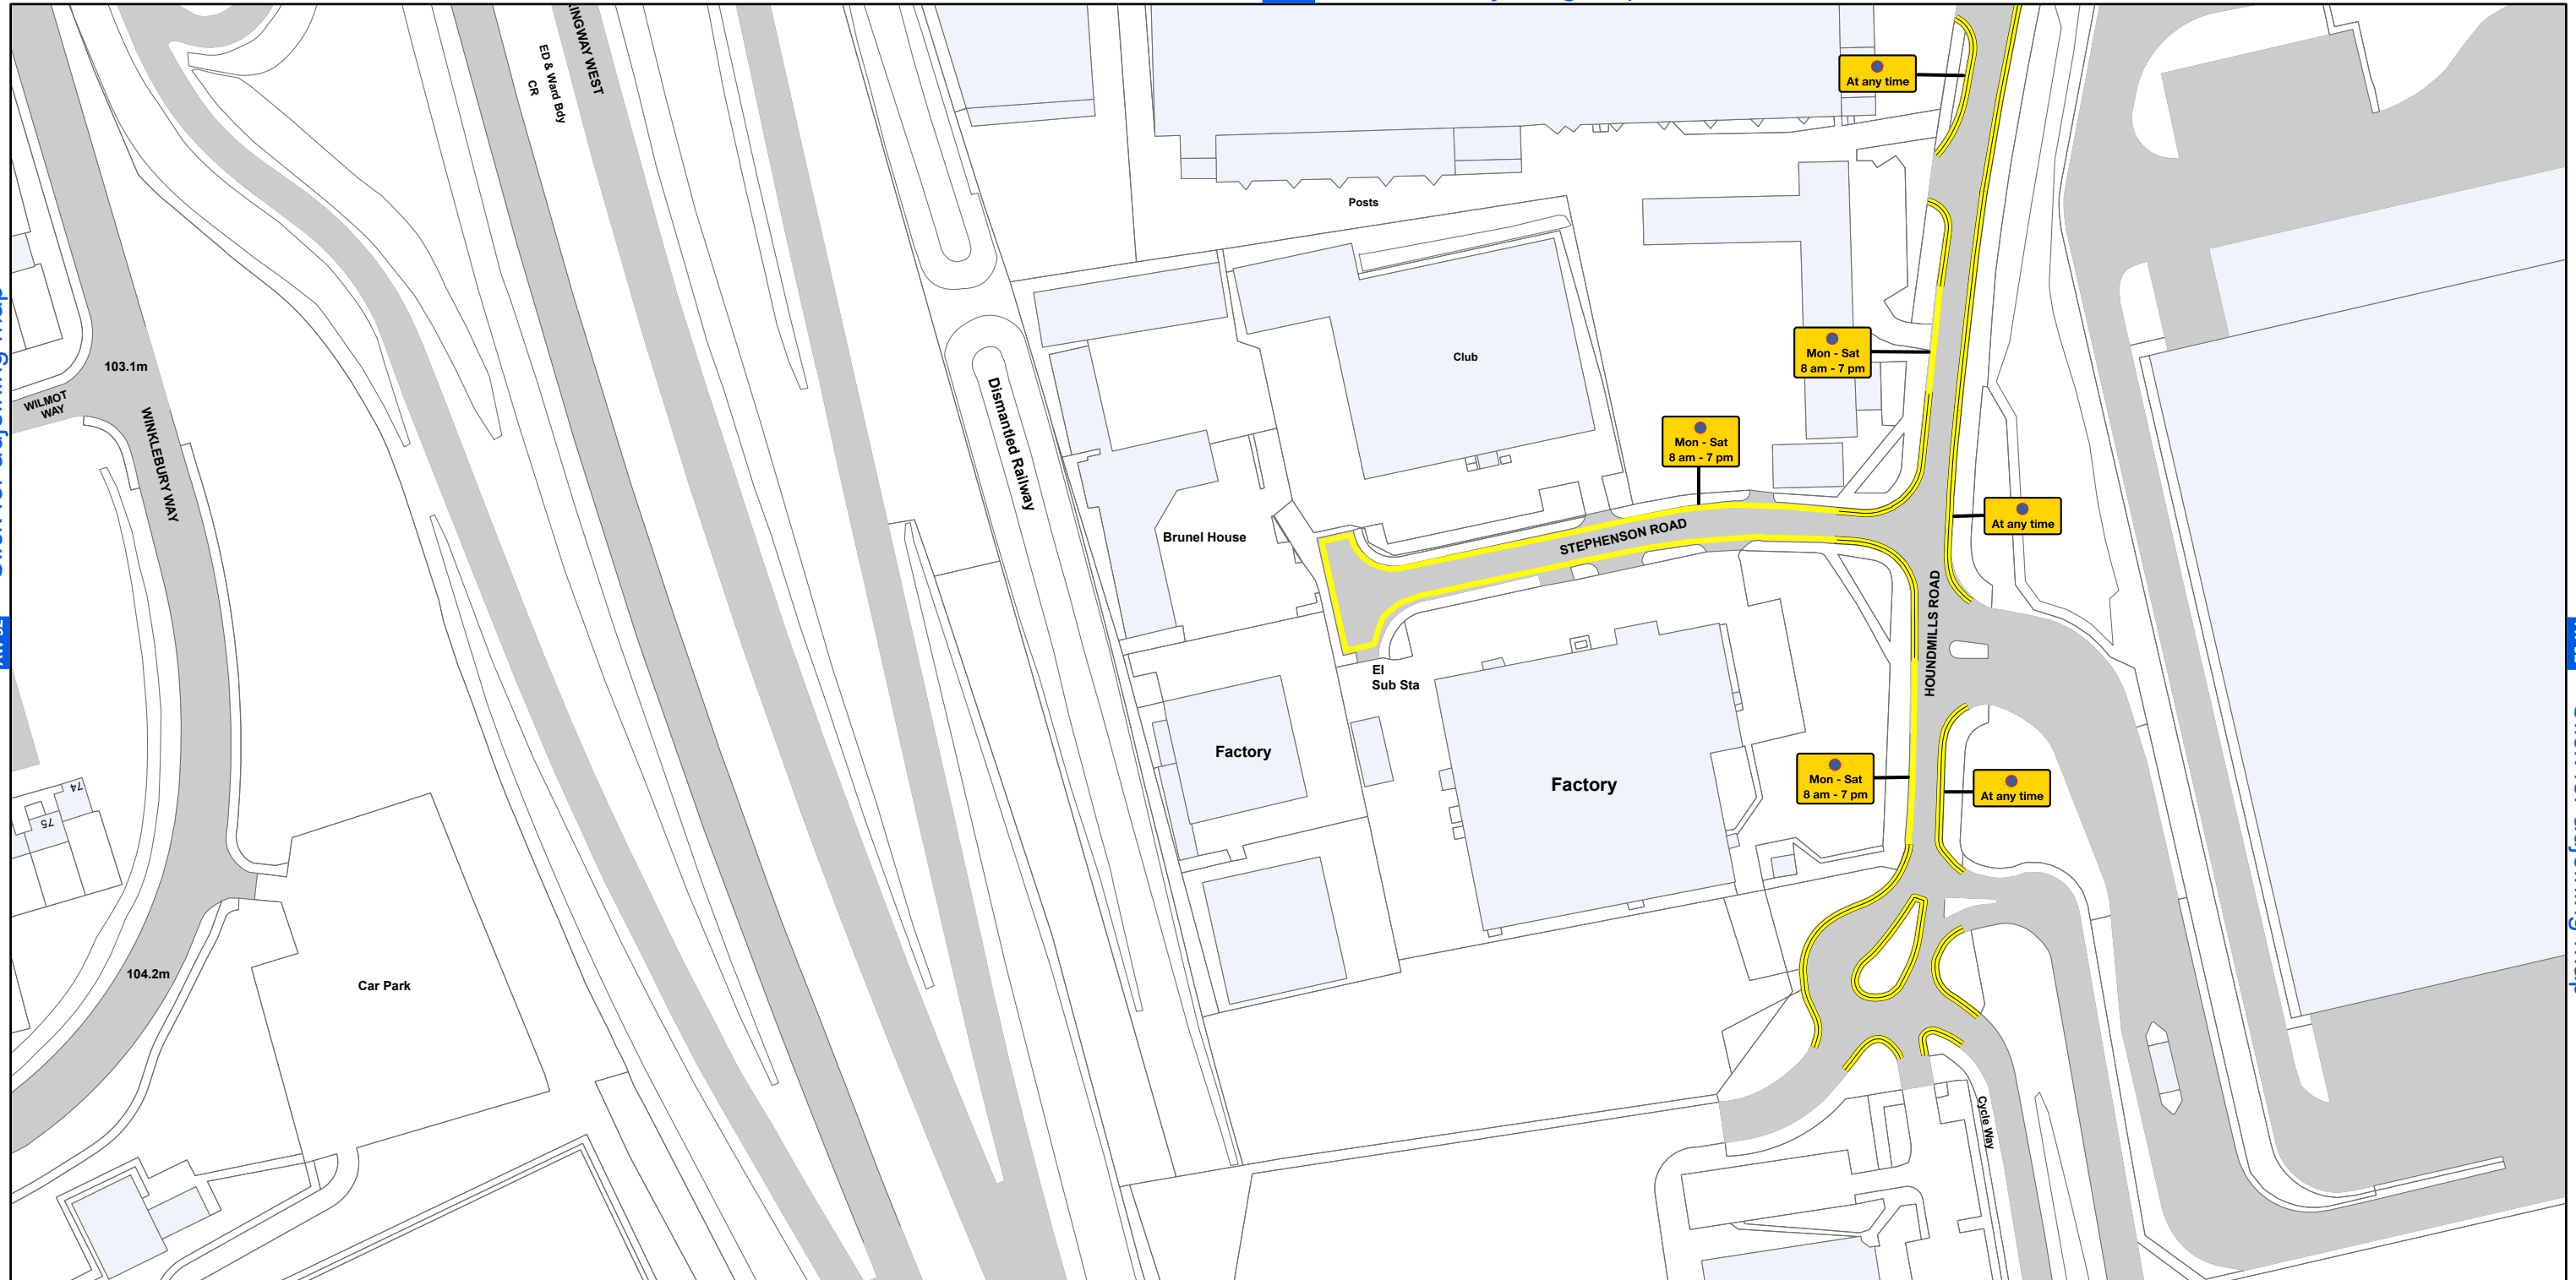 INGWAY WEST
ED & Ward Bdy
CR
At any time
Posts
103.1m
WILMOT
WAY
WINKLEBURY WAY
Dismantled Railway
Club
Mon - Sat
8 am - 7 pm
Mon - Sat
8 am - 7 pm
At any time
STEPHENSON ROAD
Brunel House
HOUNDMILLS ROAD
El
Sub Sta
Factory
Factory
Mon - Sat
8 am - 7 pm
At any time
74
75
104.2m
Car Park
Cycle Way